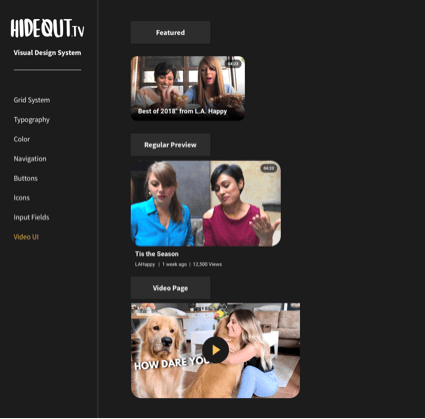 HIDEOUT.TV
Visual Design System
Grid System
Typography
Color
Navigation
Buttons
Icons
Input Fields
Video UI
Featured
04:23
Best of 2018" from L.A. Happy
Regular Preview
04:23
Tis the Season
LAHappy | 1 week ago | 12,500 Views
Video Page
HOW DARE YOU